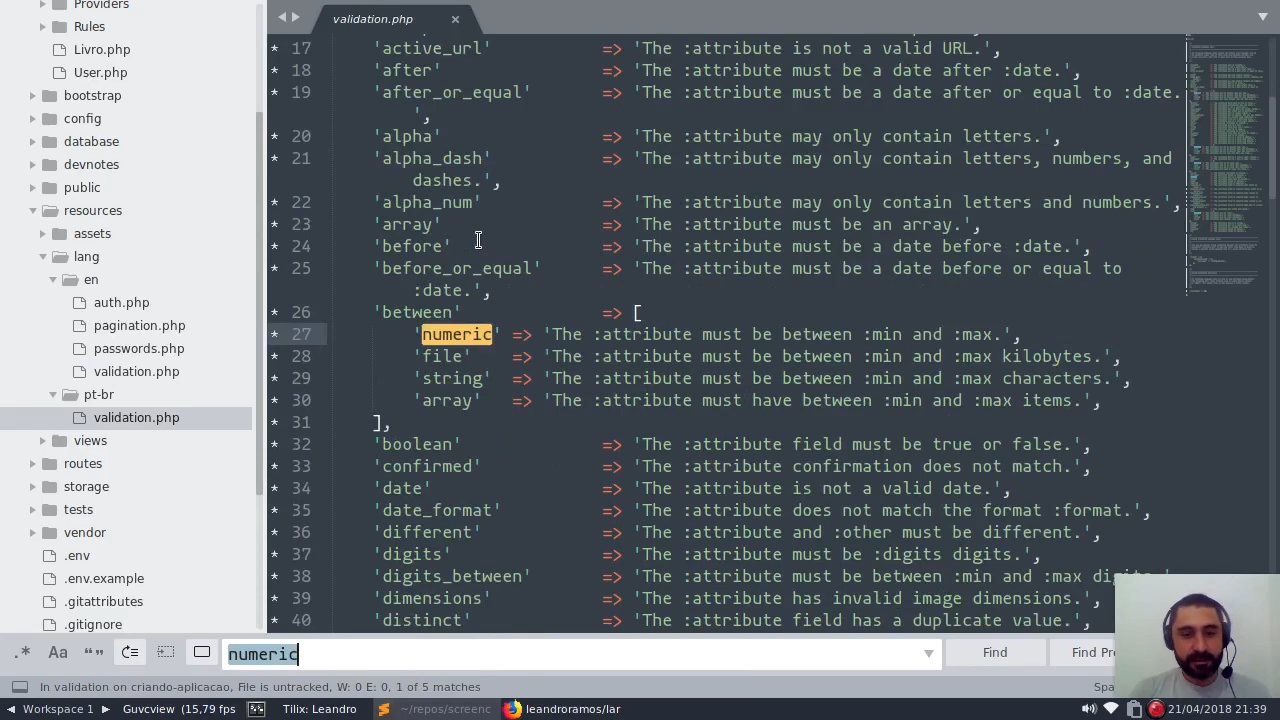 Providers
Rules
Livro.php
User.php
bootstrap
config
database
devnotes
public
resources
assets
lang
en
auth.php
pagination.php
passwords.php
validation.php
pt-br
validation.php
views
routes
storage
tests
vendor
.env
.env.example
.gitattributes
.gitignore
validation.php ×
* 17 'active_url' => 'The :attribute is not a valid URL.',
* 18 'after' => 'The :attribute must be a date after :date.',
* 19 'after_or_equal' => 'The :attribute must be a date after or equal to :date.
',
* 20 'alpha' => 'The :attribute may only contain letters.',
* 21 'alpha_dash' => 'The :attribute may only contain letters, numbers, and
dashes.',
* 22 'alpha_num' => 'The :attribute may only contain letters and numbers.',
* 23 'array' => 'The :attribute must be an array.',
* 24 'before' => 'The :attribute must be a date before :date.',
* 25 'before_or_equal' => 'The :attribute must be a date before or equal to
:date.',
* 26 'between' => [
* 27 'numeric' => 'The :attribute must be between :min and :max.',
* 28 'file' => 'The :attribute must be between :min and :max kilobytes.',
* 29 'string' => 'The :attribute must be between :min and :max characters.',
* 30 'array' => 'The :attribute must have between :min and :max items.',
* 31 ],
* 32 'boolean' => 'The :attribute field must be true or false.',
* 33 'confirmed' => 'The :attribute confirmation does not match.',
* 34 'date' => 'The :attribute is not a valid date.',
* 35 'date_format' => 'The :attribute does not match the format :format.',
* 36 'different' => 'The :attribute and :other must be different.',
* 37 'digits' => 'The :attribute must be :digits digits.',
* 38 'digits_between' => 'The :attribute must be between :min and :max digits.',
* 39 'dimensions' => 'The :attribute has invalid image dimensions.',
* 40 'distinct' => 'The :attribute field has a duplicate value.',
.* Aa “” numeric Find Find Pr
In validation on criando-aplicacao, File is untracked, W: 0 E: 0, 1 of 5 matches Spa
Workspace 1 Guvcview (15,79 fps) Tilix: Leandro ~/repos/screenc leandroramos/lar 21/04/2018 21:39